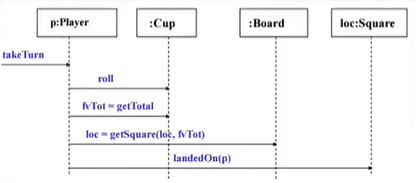 p:Player
:Cup
:Board
loc:Square
takeTurn
roll
fvTot = getTotal
loc = getSquare(loc, fvTot)
landedOn(p)